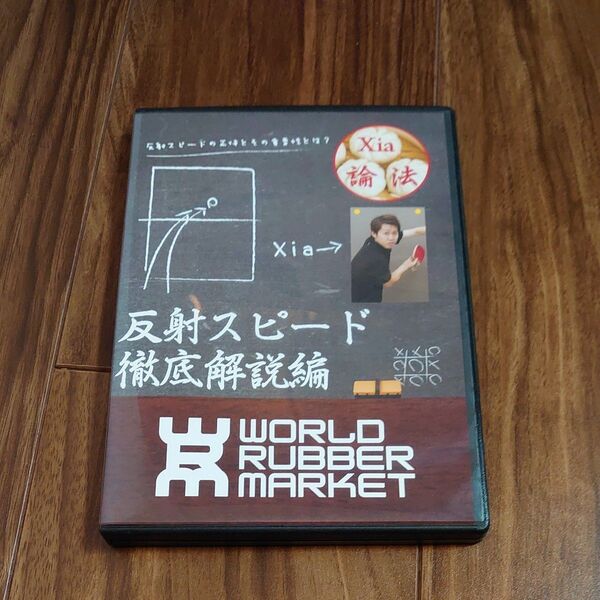 反射スピードの正体とその重要性とは?
Xia
論法
Xia→
反射スピード
徹底解説編
WORLD
RUBBER
MARKET